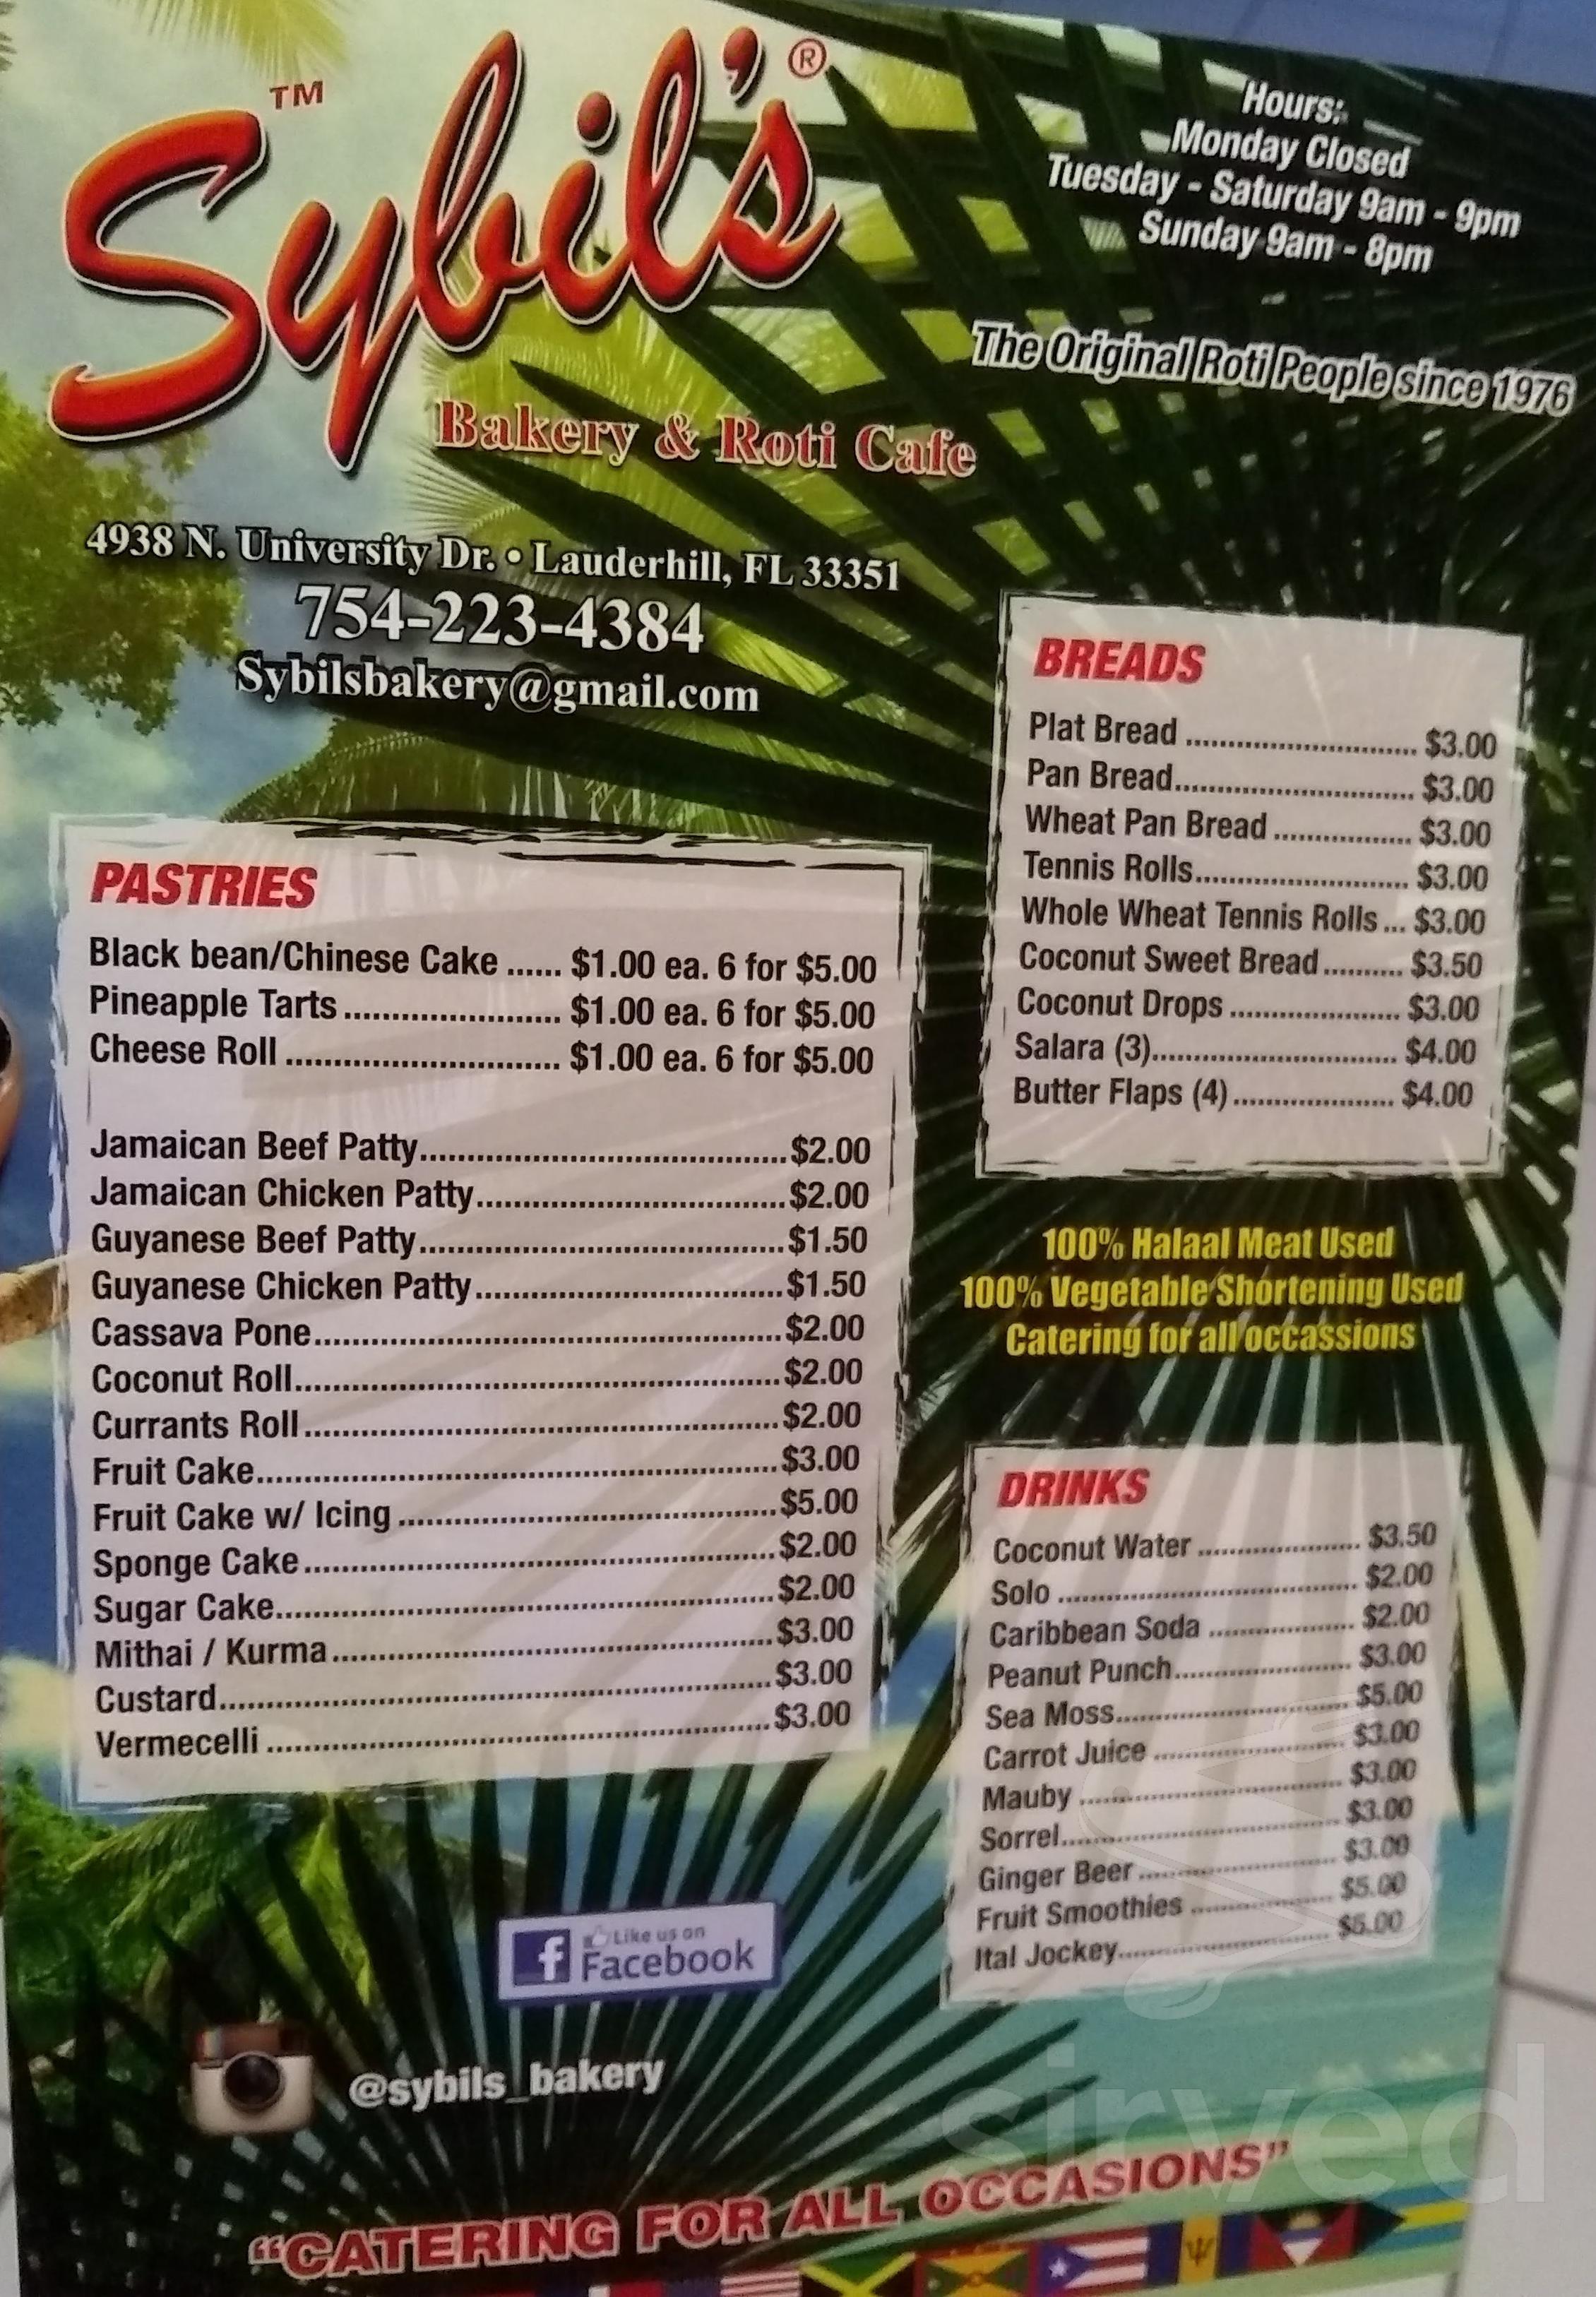 Sybil's
TM
®
Bakery & Roti Cafe
Hours:
Monday Closed
Tuesday - Saturday 9am - 9pm
Sunday 9am - 8pm
The Original Roti People since 1976
4938 N. University Dr. • Lauderhill, FL 33351
754-223-4384
Sybilsbakery@gmail.com
PASTRIES
Black bean/Chinese Cake ...... $1.00 ea. 6 for $5.00
Pineapple Tarts ....................... $1.00 ea. 6 for $5.00
Cheese Roll ............................. $1.00 ea. 6 for $5.00
Jamaican Beef Patty.......................................$2.00
Jamaican Chicken Patty.................................$2.00
Guyanese Beef Patty.......................................$1.50
Guyanese Chicken Patty.................................$1.50
Cassava Pone.................................................$2.00
Coconut Roll...................................................$2.00
Currants Roll..................................................$2.00
Fruit Cake.......................................................$3.00
Fruit Cake w/ Icing ........................................$5.00
Sponge Cake..................................................$2.00
Sugar Cake.....................................................$2.00
Mithai / Kurma...............................................$3.00
Custard...........................................................$3.00
Vermecelli ......................................................$3.00
BREADS
Plat Bread .................................. $3.00
Pan Bread................................... $3.00
Wheat Pan Bread .................... $3.00
Tennis Rolls............................... $3.00
Whole Wheat Tennis Rolls ... $3.00
Coconut Sweet Bread .......... $3.50
Coconut Drops ........................ $3.00
Salara (3)................................... $4.00
Butter Flaps (4)....................... $4.00
100% Halaal Meat Used
100% Vegetable Shortening Used
Catering for all occassions
DRINKS
Coconut Water ....................... $3.50
Solo ........................................... $2.00
Caribbean Soda ..................... $2.00
Peanut Punch.......................... $3.00
Sea Moss.................................. $5.00
Carrot Juice ............................ $3.00
Mauby ...................................... $3.00
Sorrel........................................ $3.00
Ginger Beer ............................. $3.00
Fruit Smoothies ..................... $5.00
Ital Jockey...............................
Like us on
Facebook
@sybils_bakery
"CATERING FOR ALL OCCASIONS"
sirved